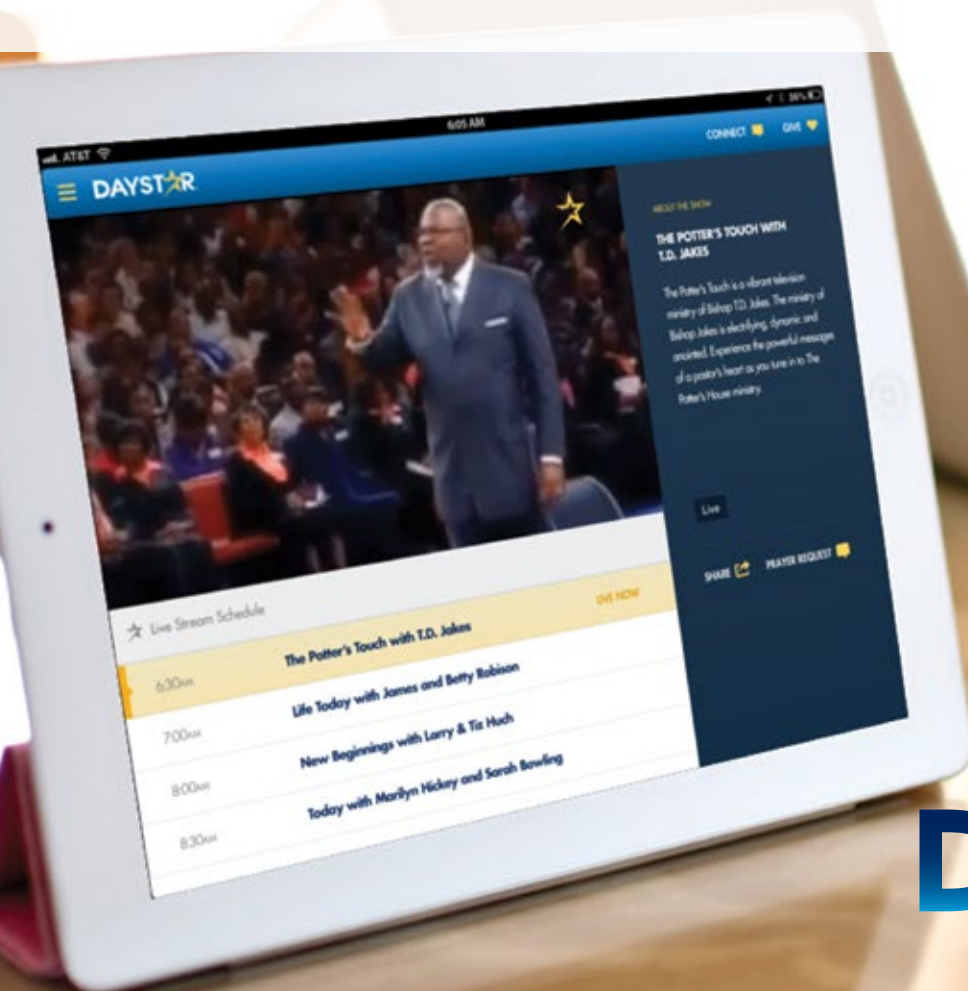 AT&T
6:05 AM
36%
DAYSTAR
CONNECT
GIVE
ABOUT THE SHOW
THE POTTER'S TOUCH WITH
T.D. JAKES
The Potter's Touch is a vibrant television
ministry of Bishop T.D. Jakes. The ministry of
Bishop Jakes is electrifying, dynamic and
anointed. Experience the powerful messages
of a pastor's heart as you tune in to The
Potter's House ministry.
Live
SHARE
PRAYER REQUEST
Live Stream Schedule
6:30AM The Potter's Touch with T.D. Jakes LIVE NOW
7:00AM Life Today with James and Betty Robison
8:00AM New Beginnings with Larry & Tiz Huch
8:30AM Today with Marilyn Hickey and Sarah Bowling
D